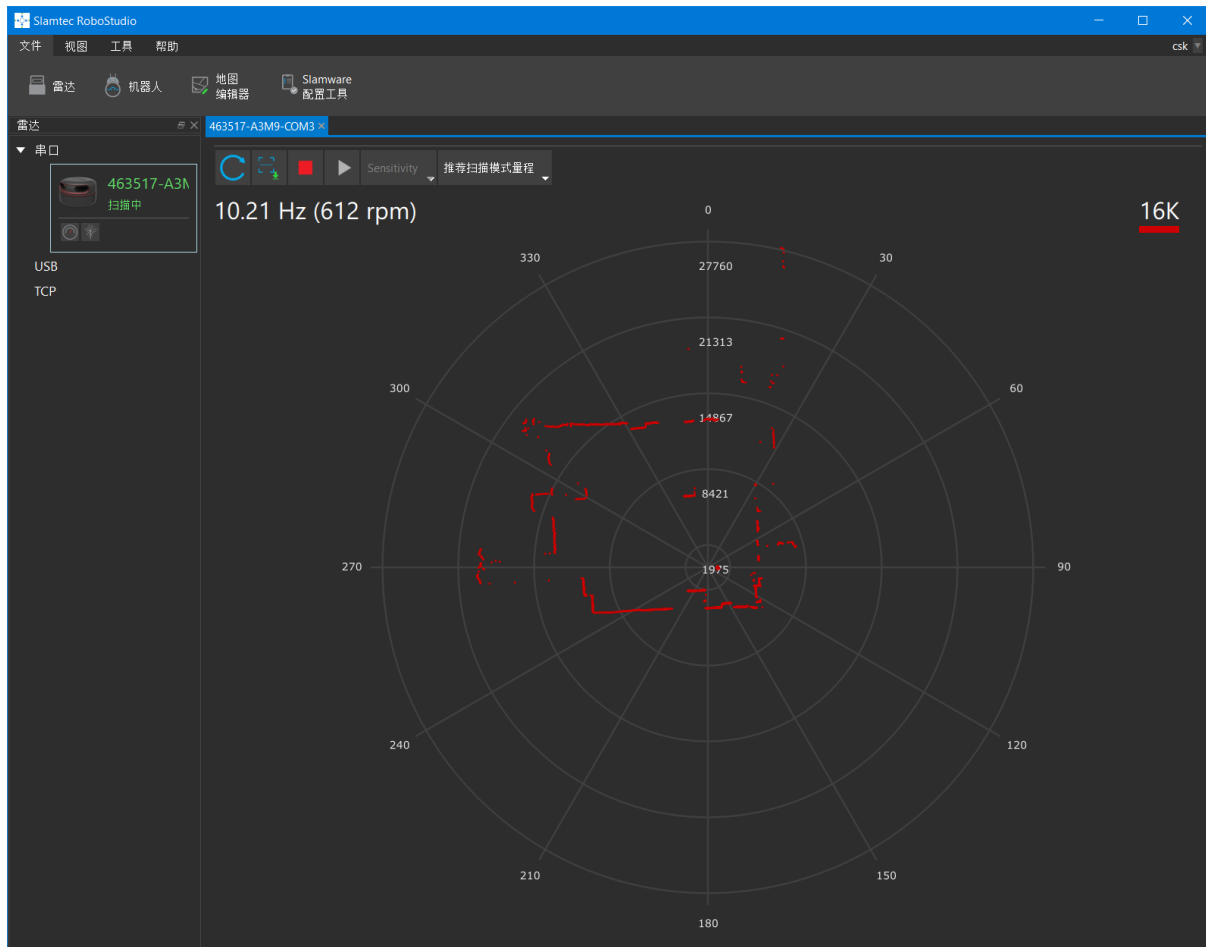 Slamtec RoboStudio
文件 视图 工具 帮助 csk
雷达 机器人 地图
编辑器 Slamware
配置工具
雷达 463517-A3M9-COM3
串口
463517-A3M
扫描中
USB
TCP
Sensitivity 推荐扫描模式量程
10.21 Hz (612 rpm)
16K
0
330
30
27760
21313
300
60
14867
8421
270
1975
90
240
120
210
150
180